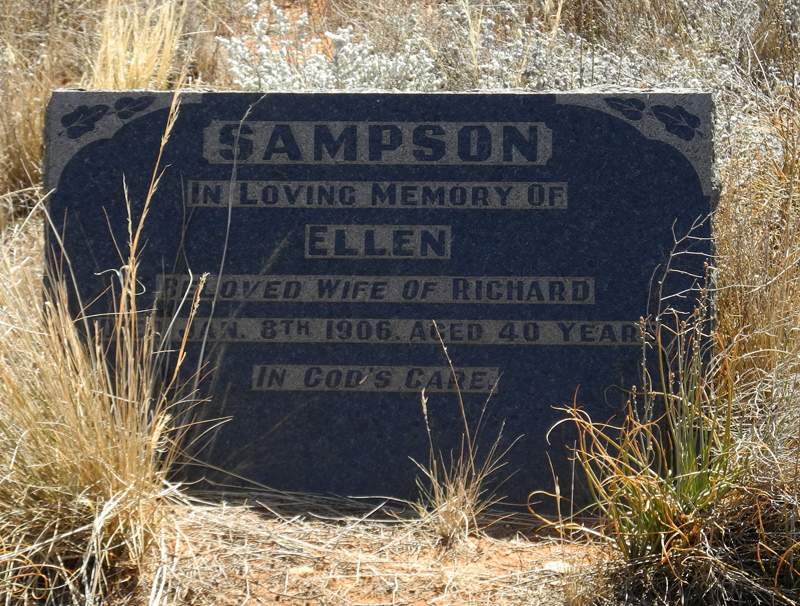 SAMPSON
IN LOVING MEMORY OF
ELLEN
BELOVED WIFE OF RICHARD
JAN. 8TH 1906. AGED 40 YEARS
IN GOD'S CARE.